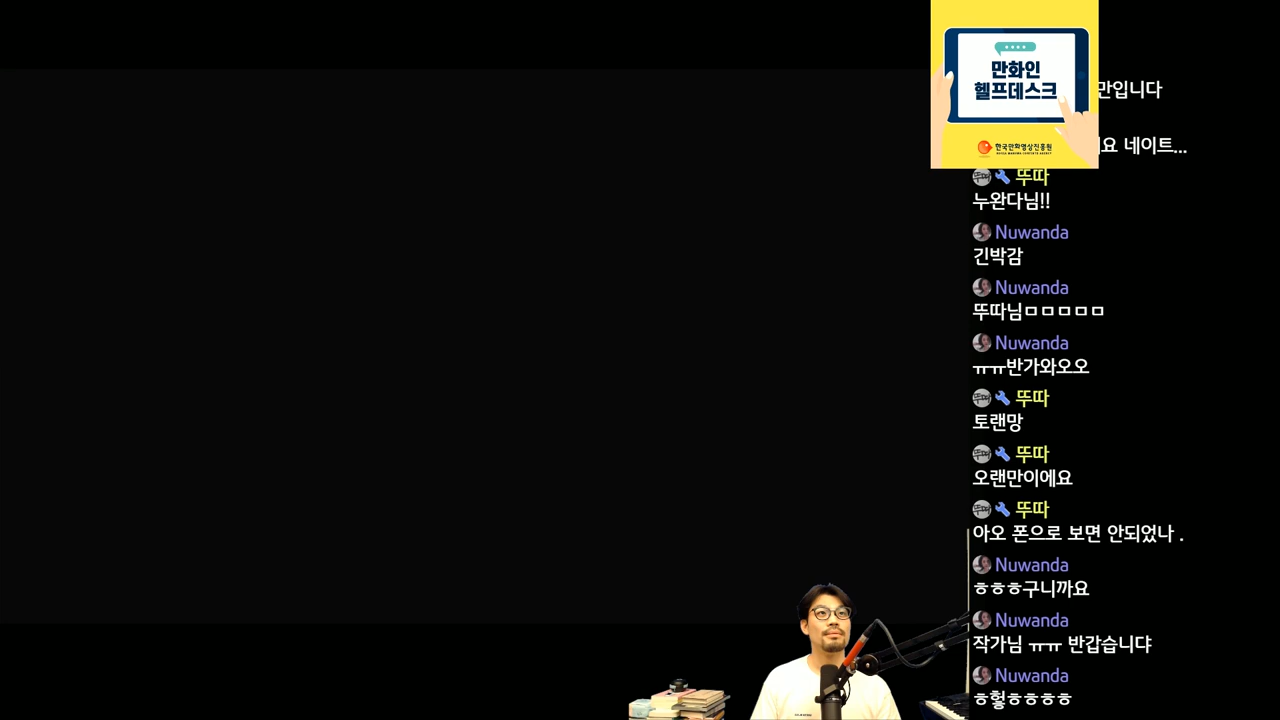 만화인
헬프데스크
한국만화영상진흥원
만입니다
요 네이트...
뚜따
누완다님!!
Nuwanda
긴박감
Nuwanda
뚜따님ㅁㅁㅁㅁㅁ
Nuwanda
ㅠㅠ반가와오오
뚜따
토랜망
뚜따
오랜만이에요
뚜따
아오 폰으로 보면 안되었나 .
Nuwanda
ㅎㅎㅎ구니까요
Nuwanda
작가님 ㅠㅠ 반갑습니댜
Nuwanda
ㅎ헣ㅎㅎㅎㅎ